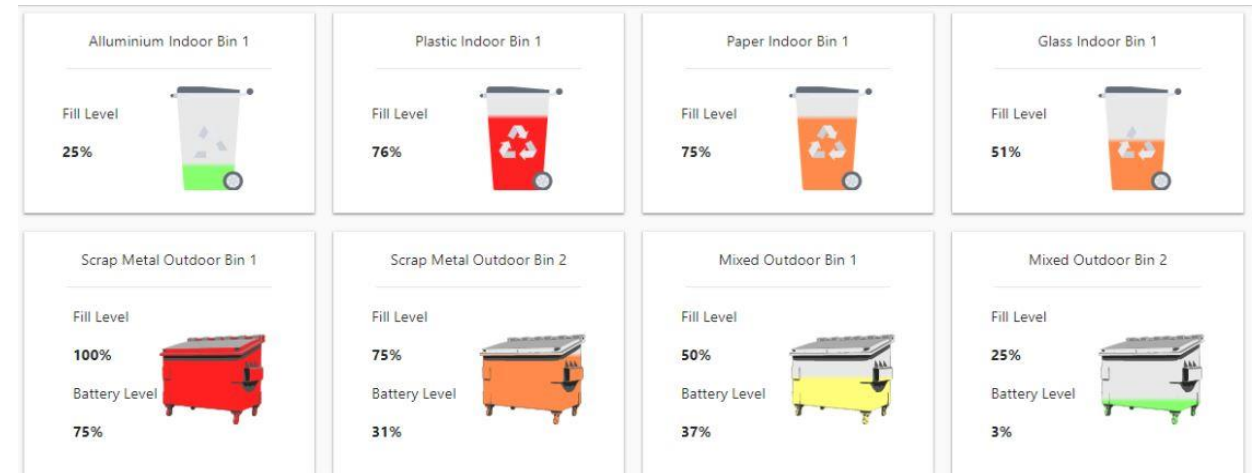 Alluminium Indoor Bin 1
Fill Level
25%
Plastic Indoor Bin 1
Fill Level
76%
Paper Indoor Bin 1
Fill Level
75%
Glass Indoor Bin 1
Fill Level
51%
Scrap Metal Outdoor Bin 1
Fill Level
100%
Battery Level
75%
Scrap Metal Outdoor Bin 2
Fill Level
75%
Battery Level
31%
Mixed Outdoor Bin 1
Fill Level
50%
Battery Level
37%
Mixed Outdoor Bin 2
Fill Level
25%
Battery Level
3%